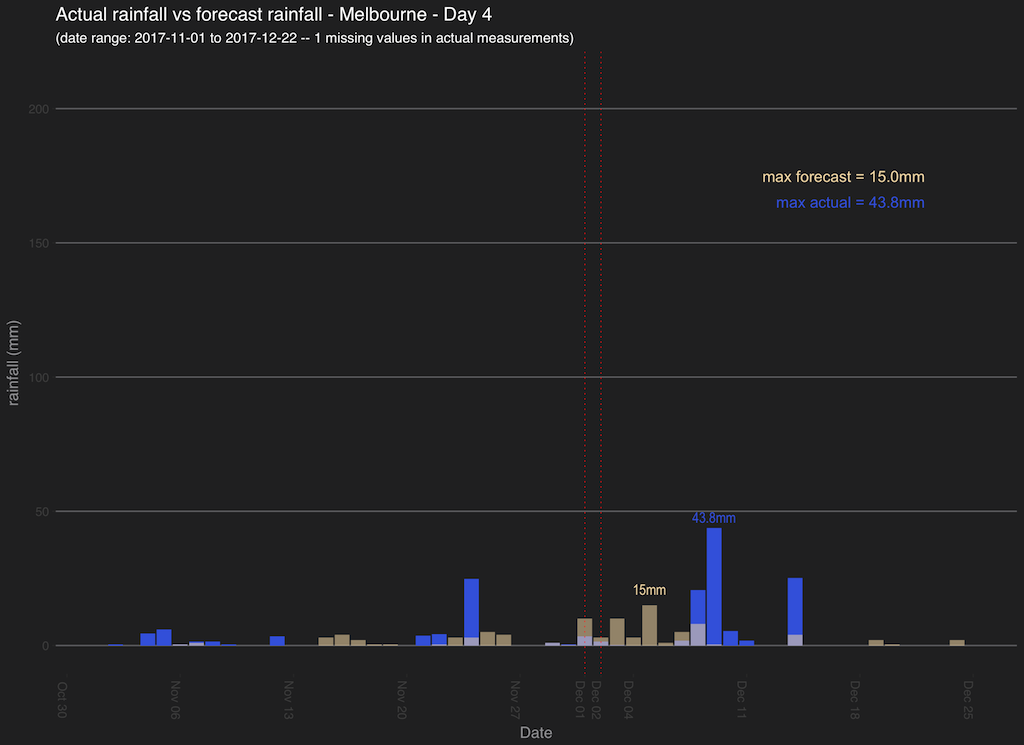 Actual rainfall vs forecast rainfall - Melbourne - Day 4
(date range: 2017-11-01 to 2017-12-22 -- 1 missing values in actual measurements)
200
max forecast = 15.0mm
max actual = 43.8mm
150
rainfall (mm)
100
50
43.8mm
15mm
0
Oct 30
Nov 06
Nov 13
Nov 20
Nov 27
Dec 01
Dec 02
Dec 04
Dec 11
Dec 18
Dec 25
Date